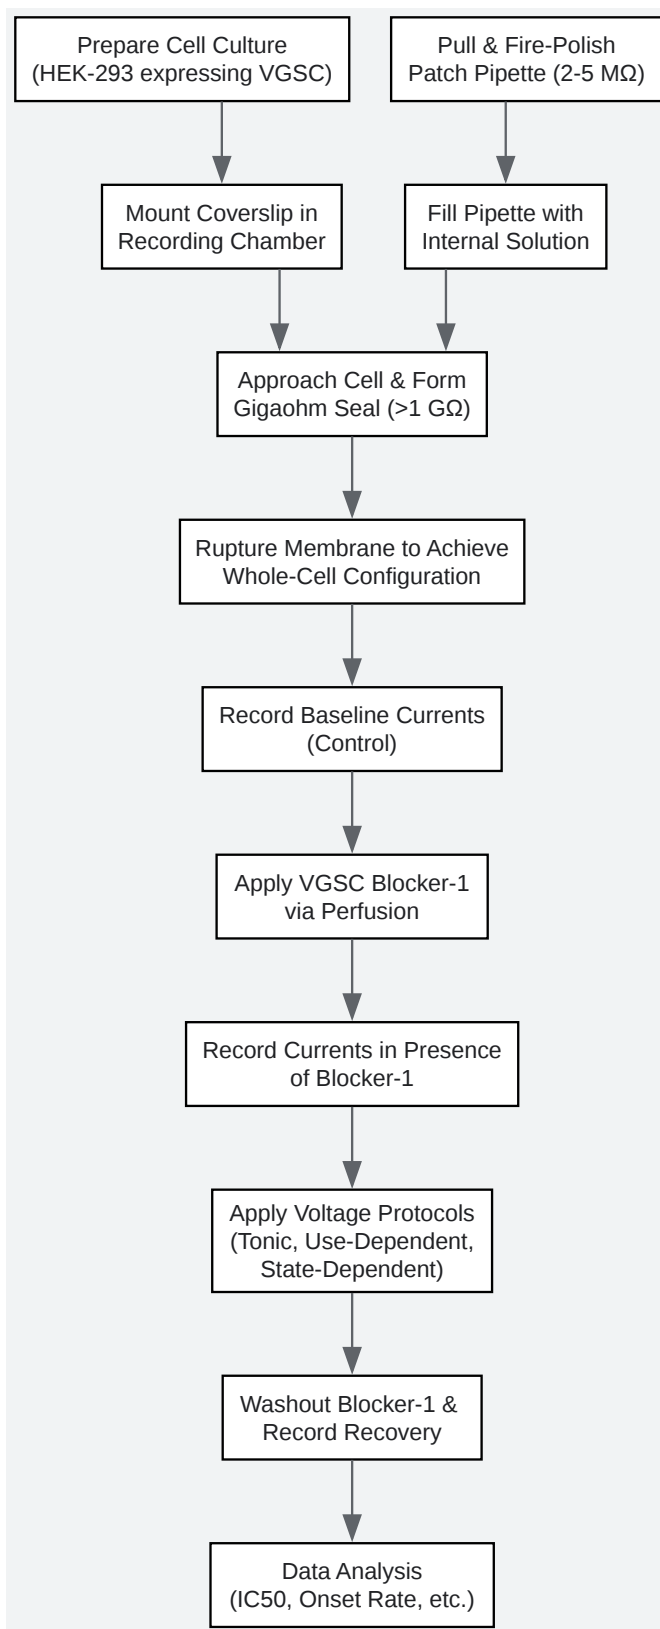 Prepare Cell Culture
(HEK-293 expressing VGSC)
Pull & Fire-Polish
Patch Pipette (2-5 MΩ)
Mount Coverslip in
Recording Chamber
Fill Pipette with
Internal Solution
Approach Cell & Form
Gigaohm Seal (>1 GΩ)
Rupture Membrane to Achieve
Whole-Cell Configuration
Record Baseline Currents
(Control)
Apply VGSC Blocker-1
via Perfusion
Record Currents in Presence
of Blocker-1
Apply Voltage Protocols
(Tonic, Use-Dependent,
State-Dependent)
Washout Blocker-1 &
Record Recovery
Data Analysis
(IC50, Onset Rate, etc.)